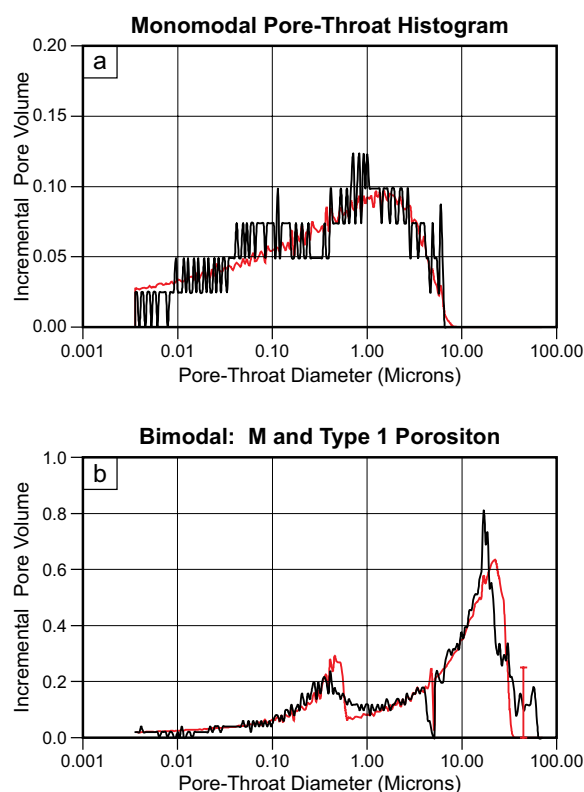 Monomodal Pore-Throat Histogram
a
0.20
0.15
0.10
0.05
0.00
Incremental Pore Volume
0.001 0.01 0.10 1.00 10.00 100.00
Pore-Throat Diameter (Microns)
Bimodal: M and Type 1 Porositon
b
1.0
0.8
0.6
0.4
0.2
0.0
Incremental Pore Volume
0.001 0.01 0.10 1.00 10.00 100.00
Pore-Throat Diameter (Microns)